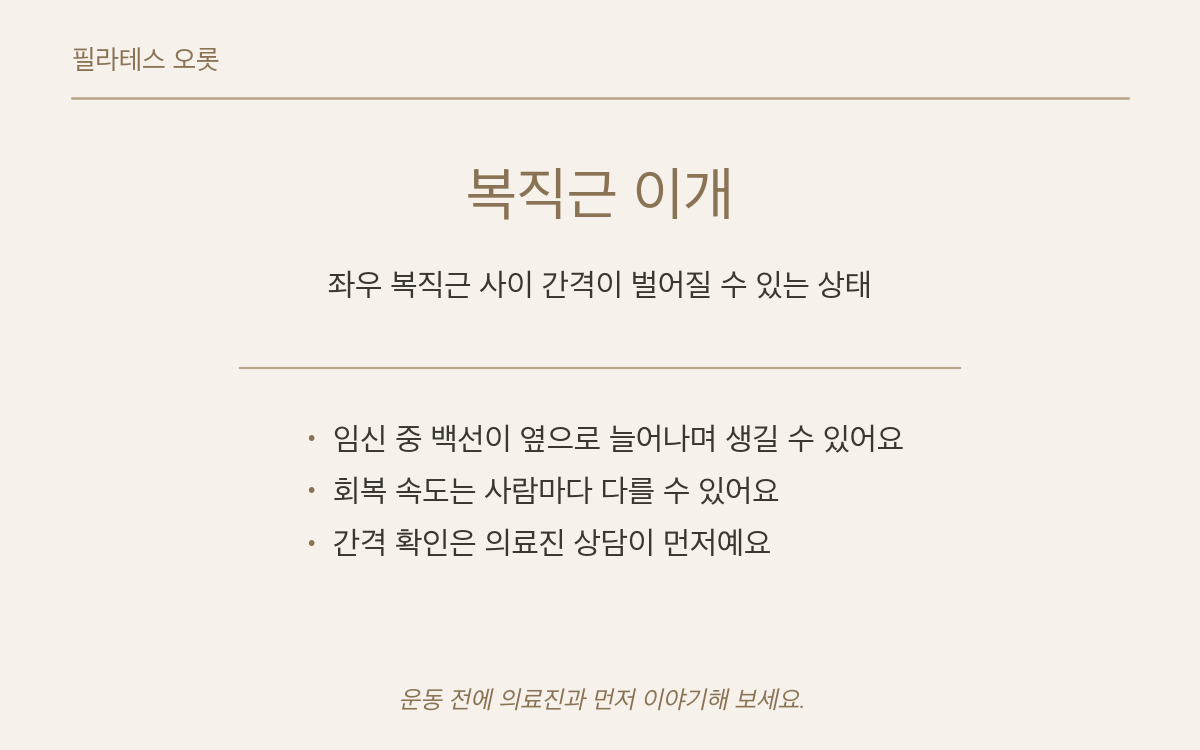 필라테스 오롯
복직근 이개
좌우 복직근 사이 간격이 벌어질 수 있는 상태
• 임신 중 백선이 옆으로 늘어나며 생길 수 있어요
• 회복 속도는 사람마다 다를 수 있어요
• 간격 확인은 의료진 상담이 먼저예요
운동 전에 의료진과 먼저 이야기해 보세요.